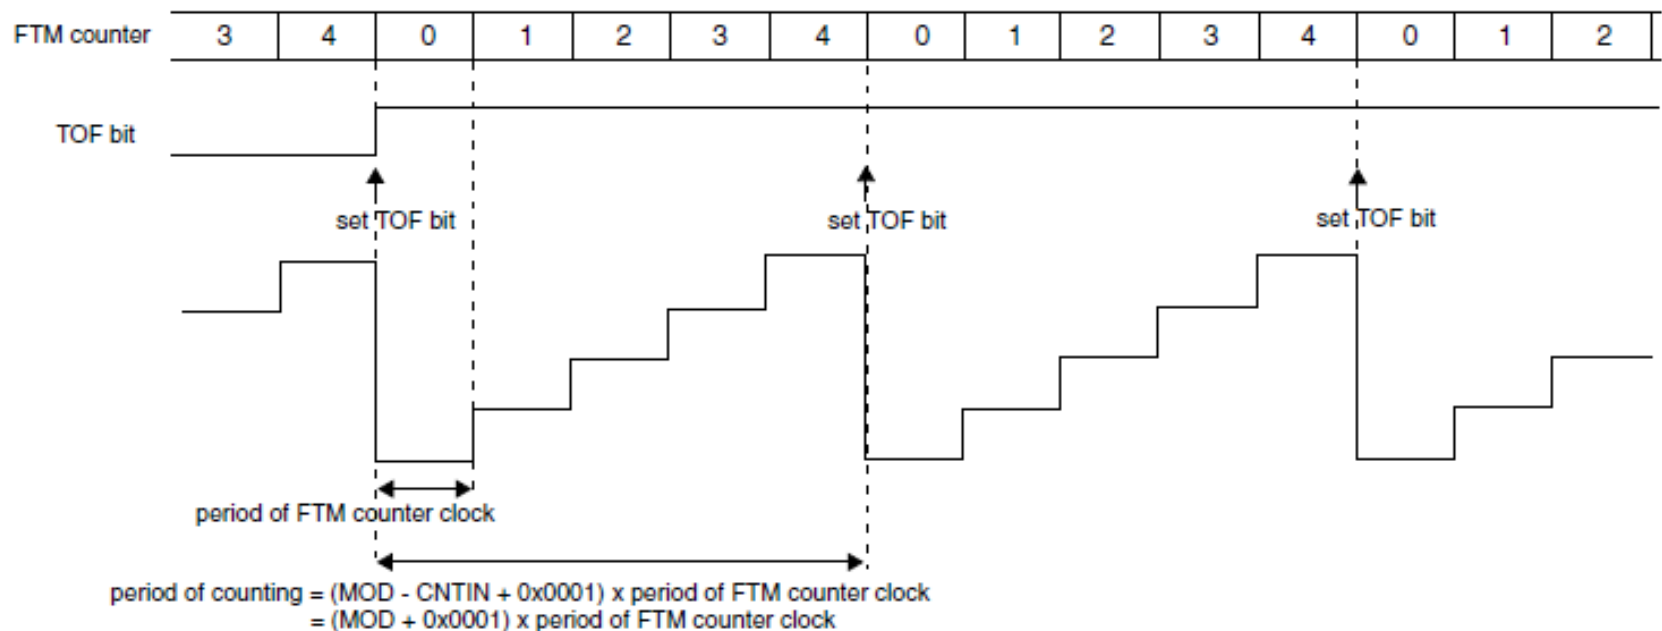 FTM counter 3 4 0 1 2 3 4 0 1 2 3 4 0 1 2
TOF bit
set TOF bit set TOF bit set TOF bit
period of FTM counter clock
period of counting = (MOD - CNTIN + 0x0001) x period of FTM counter clock
= (MOD + 0x0001) x period of FTM counter clock